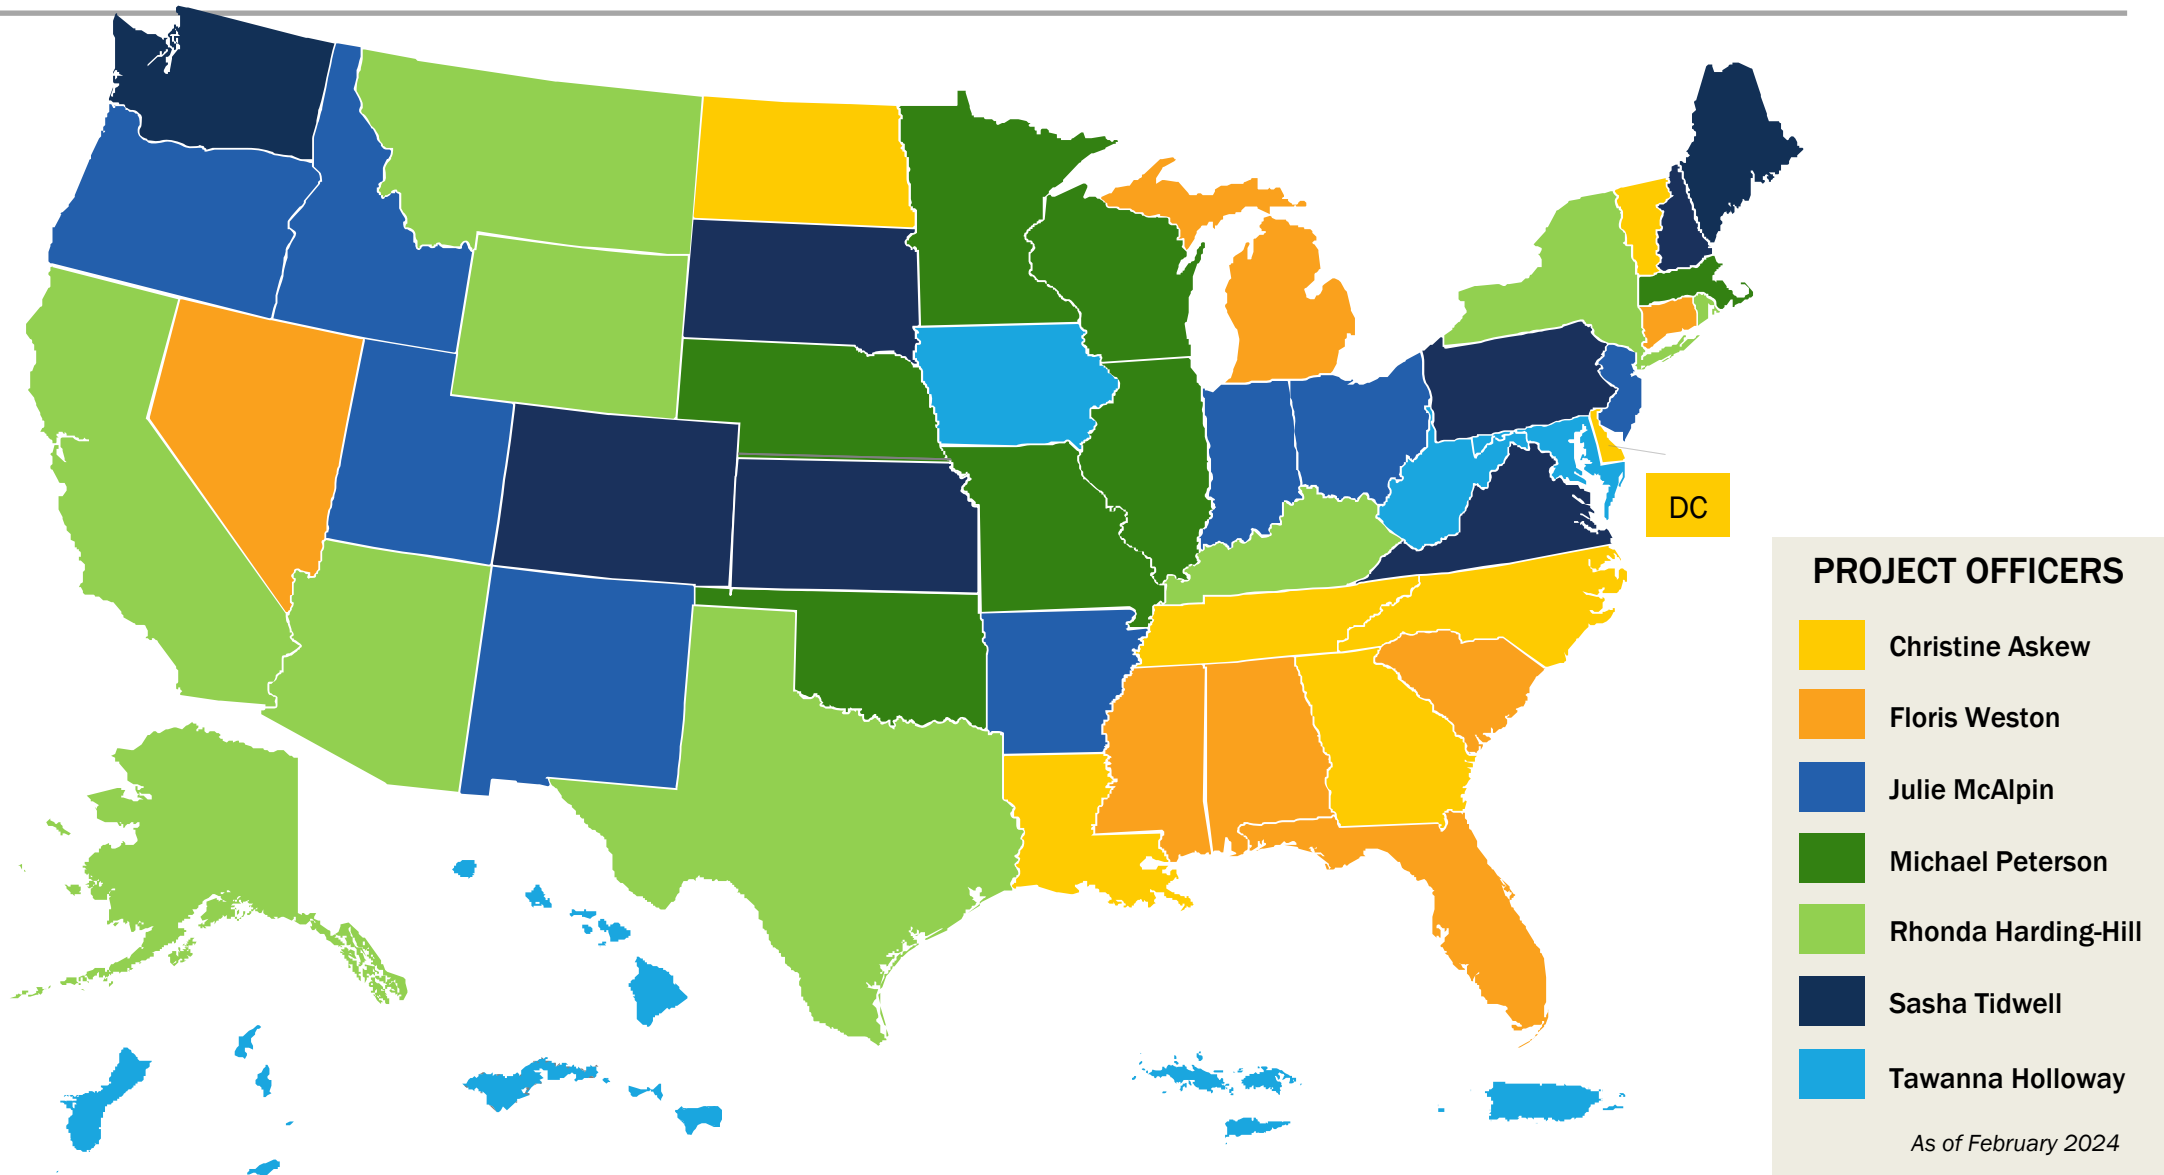 DC
PROJECT OFFICERS
Christine Askew
Floris Weston
Julie McAlpin
Michael Peterson
Rhonda Harding-Hill
Sasha Tidwell
Tawanna Holloway
As of February 2024